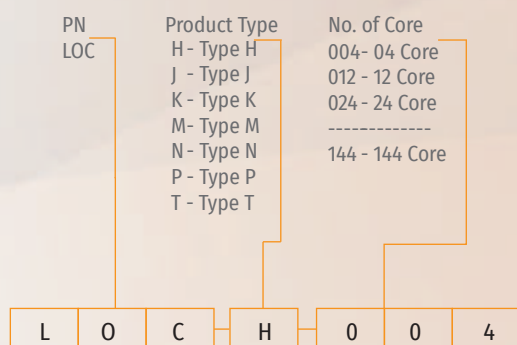 PN
LOC
Product Type
H - Type H
J - Type J
K - Type K
M- Type M
N - Type N
P - Type P
T - Type T
No. of Core
004- 04 Core
012 - 12 Core
024 - 24 Core
-------------
144 - 144 Core
L O C H 0 0 4